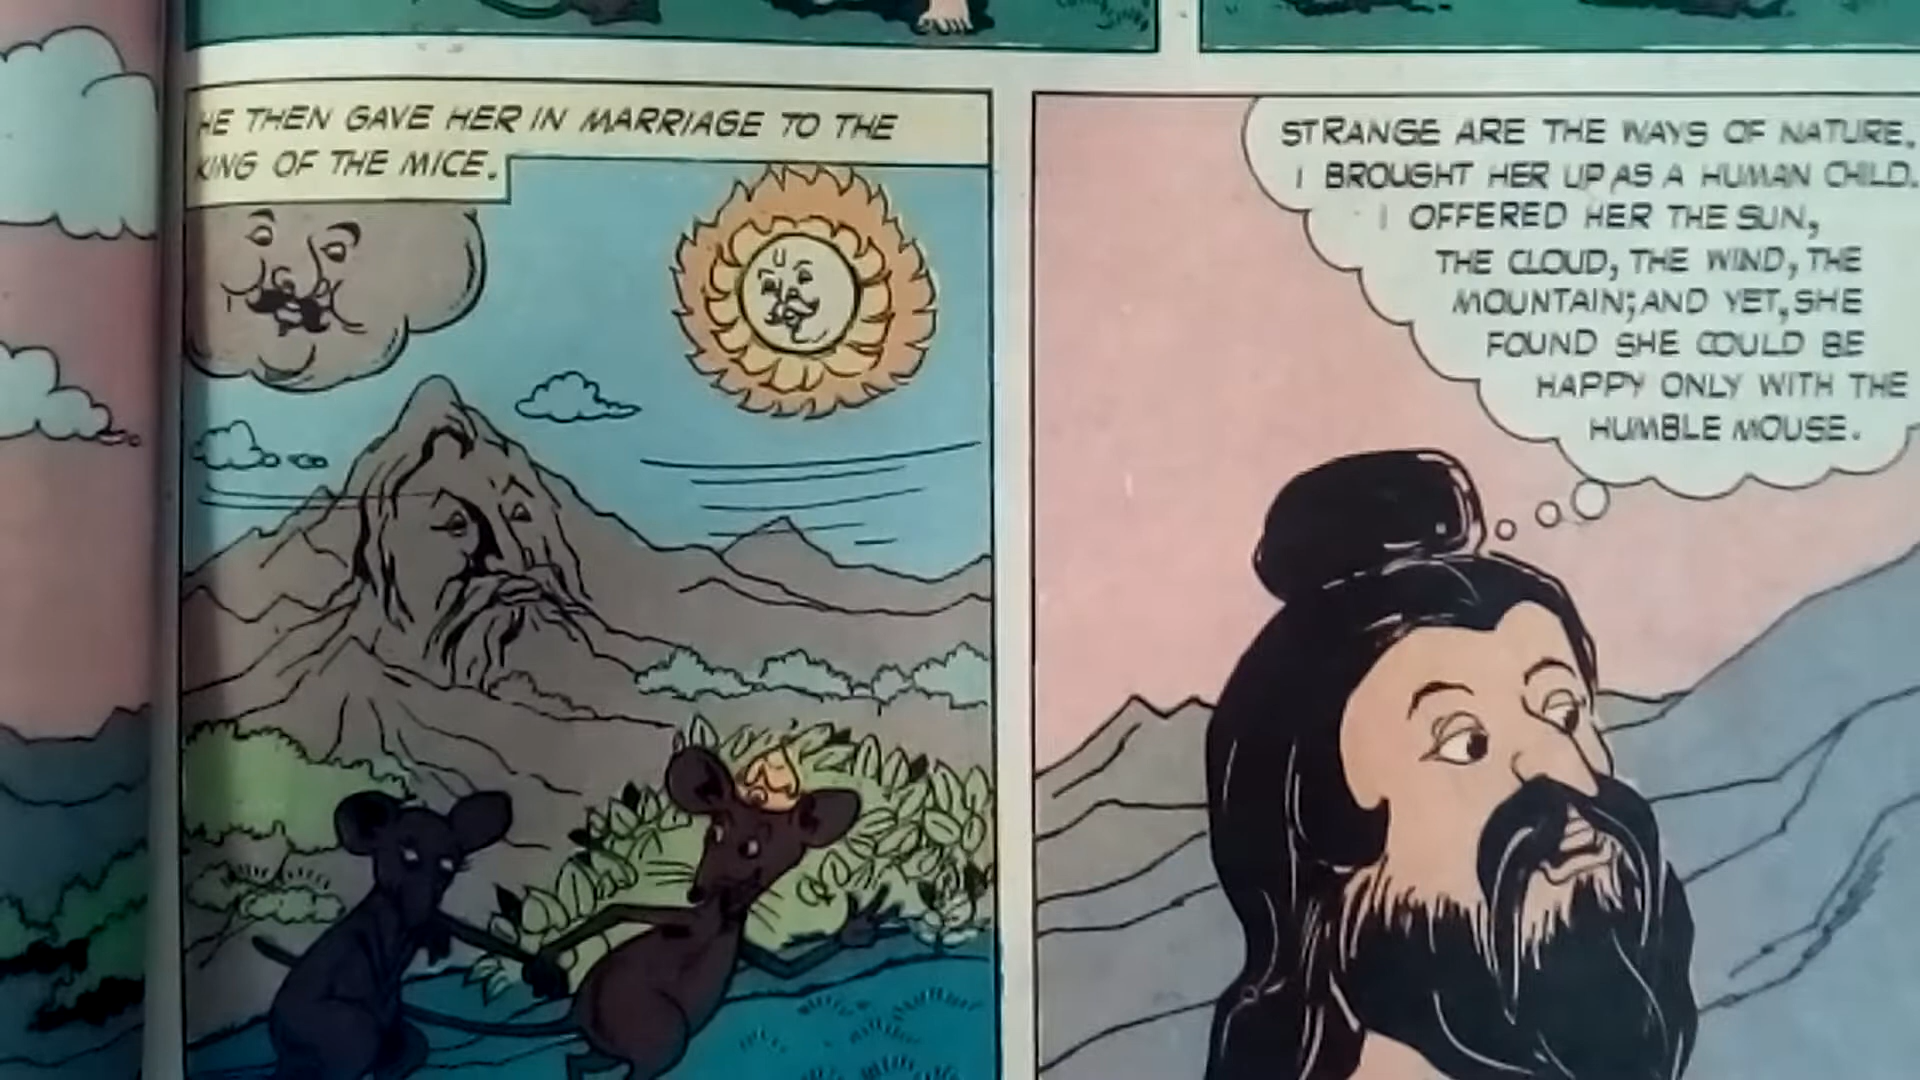 HE THEN GAVE HER IN MARRIAGE TO THE
KING OF THE MICE.
STRANGE ARE THE WAYS OF NATURE.
I BROUGHT HER UP AS A HUMAN CHILD.
I OFFERED HER THE SUN,
THE CLOUD, THE WIND, THE
MOUNTAIN; AND YET, SHE
FOUND SHE COULD BE
HAPPY ONLY WITH THE
HUMBLE MOUSE.